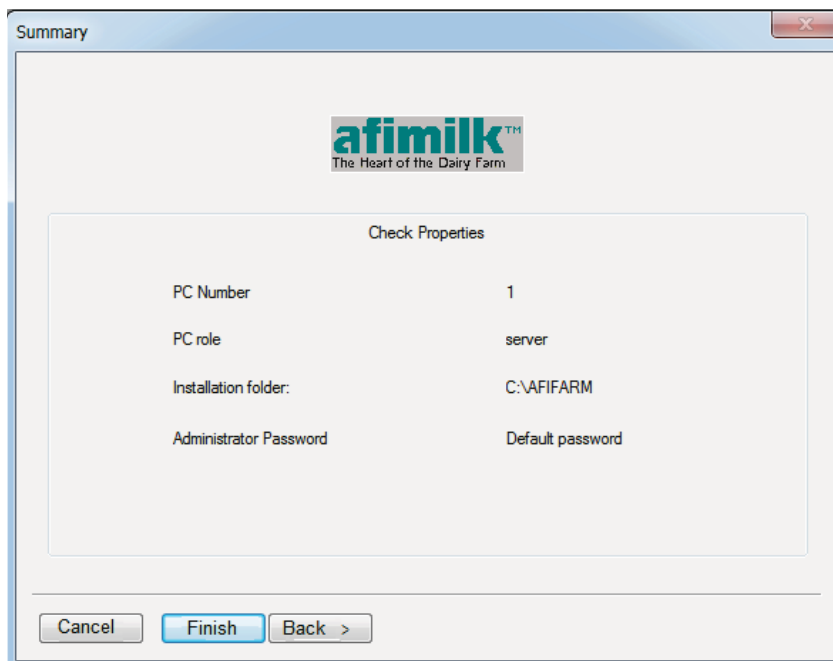 Summary
afimilk™
The Heart of the Dairy Farm
Check Properties
PC Number 1
PC role server
Installation folder: C:\AFIFARM
Administrator Password Default password
Cancel Finish Back >